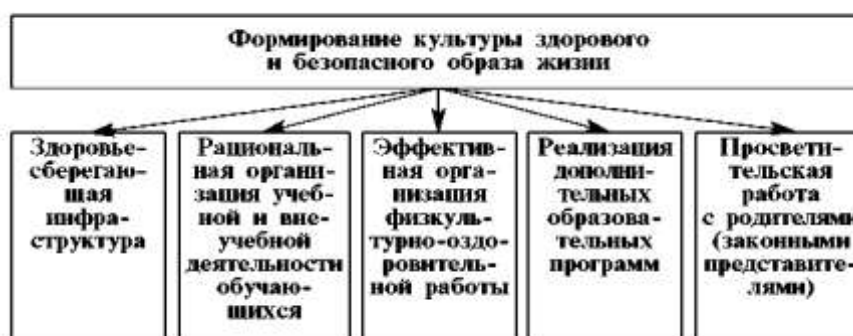 Формирование культуры здорового
и безопасного образа жизни
Здоровье-
сберегаю-
щая
инфра-
структура
Рациональ-
ная органи-
зация учеб-
ной и вне-
учебной
деятельности
обучаю-
щихся
Эффектив-
ная орга-
низация
физкуль-
турно-оздо-
ровитель-
ной работы
Реализация
дополни-
тельных
образова-
тельных
программ
Просвети-
тельская
работа
с родителями
(законными
представите-
лями)